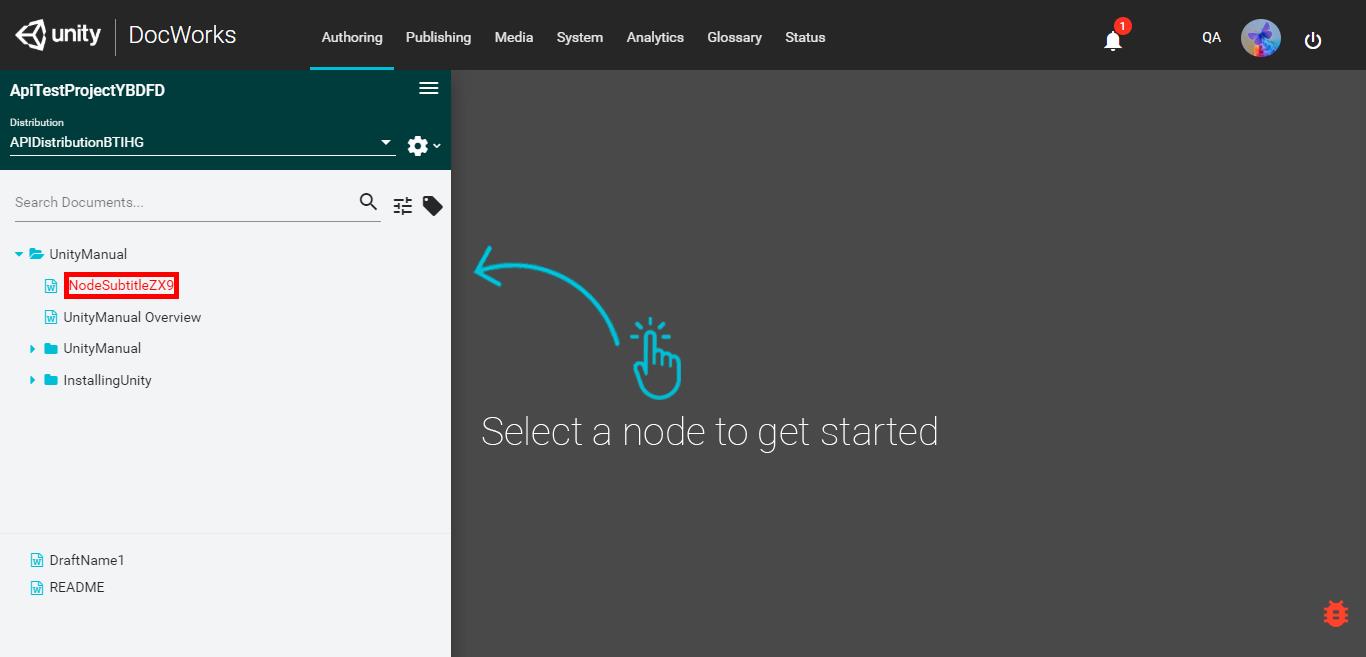 unity DocWorks
Authoring Publishing Media System Analytics Glossary Status
1
QA
ApiTestProjectYBDFD
Distribution
APIDistributionBTIHG
Search Documents...
UnityManual
NodeSubtitleZX9
UnityManual Overview
UnityManual
InstallingUnity
DraftName1
README
Select a node to get started